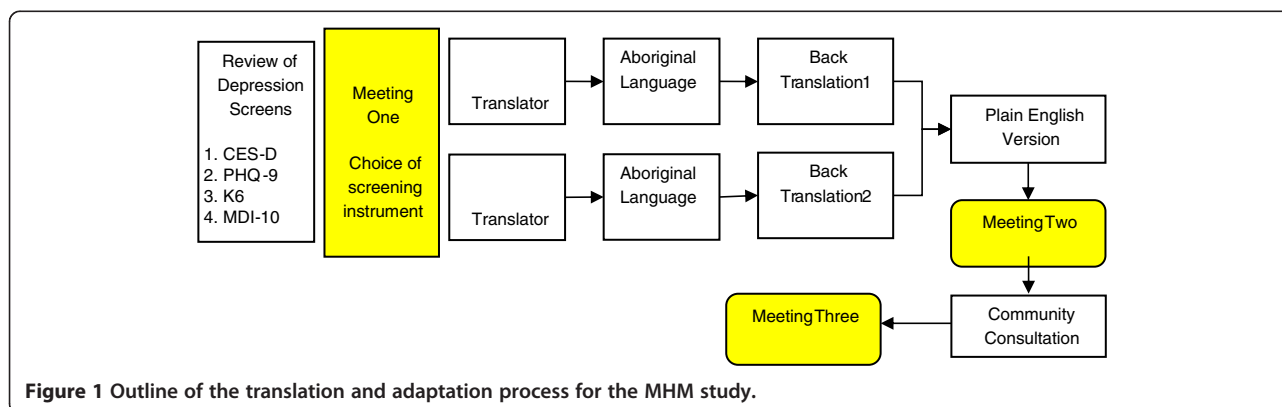 Review of
Depression
Screens
1. CES-D
2. PHQ-9
3. K6
4. MDI-10
Meeting
One
Choice of
screening
instrument
Translator
Aboriginal
Language
Back
Translation1
Translator
Aboriginal
Language
Back
Translation2
Plain English
Version
MeetingTwo
Community
Consultation
MeetingThree
Figure 1 Outline of the translation and adaptation process for the MHM study.